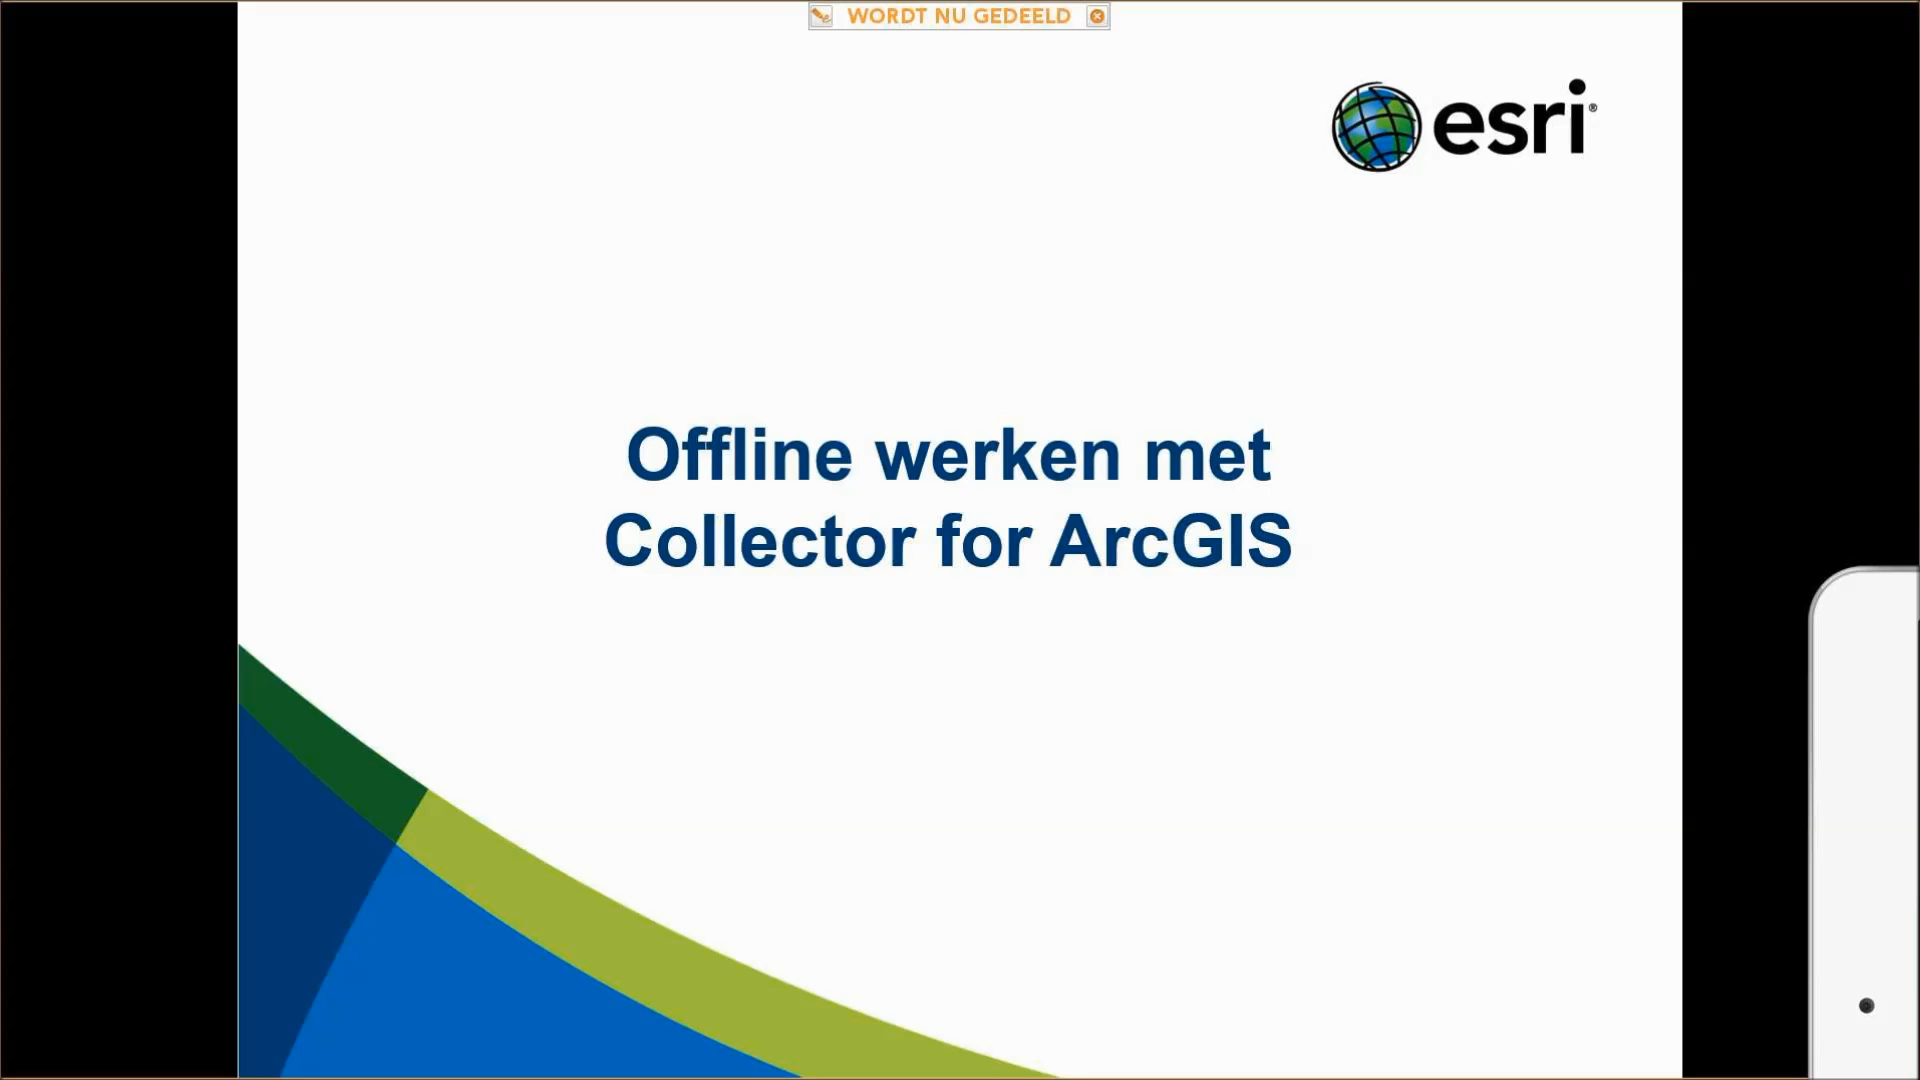 WORDT NU GEDEELD
esri®
Offline werken met
Collector for ArcGIS